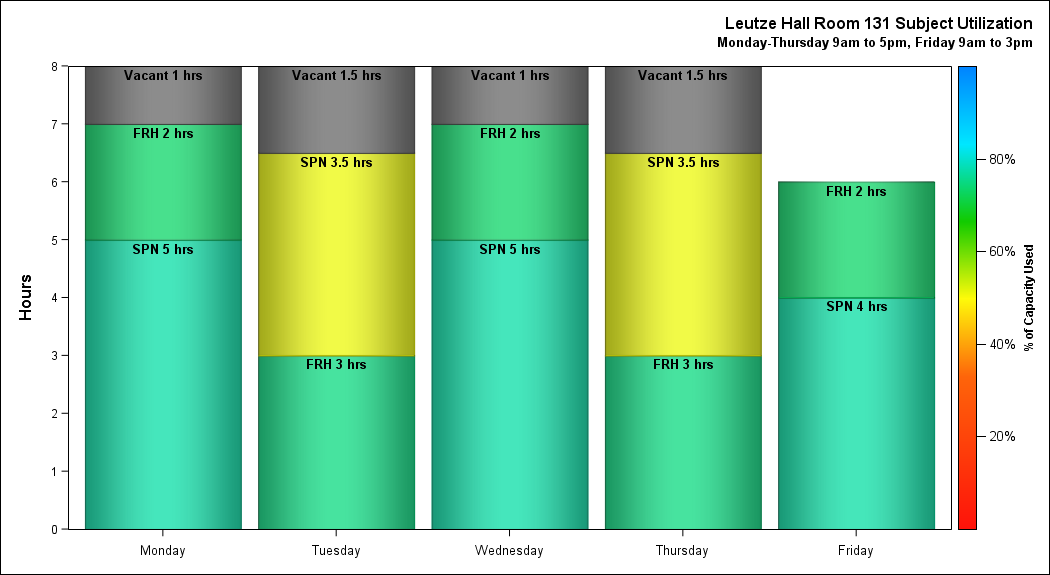 Leutze Hall Room 131 Subject Utilization
Monday-Thursday 9am to 5pm, Friday 9am to 3pm
8
7
6
5
4
3
2
1
0
Hours
Vacant 1 hrs
FRH 2 hrs
SPN 5 hrs
Vacant 1.5 hrs
SPN 3.5 hrs
FRH 3 hrs
Vacant 1 hrs
FRH 2 hrs
SPN 5 hrs
Vacant 1.5 hrs
SPN 3.5 hrs
FRH 3 hrs
FRH 2 hrs
SPN 4 hrs
Monday
Tuesday
Wednesday
Thursday
Friday
80%
60%
40%
20%
% of Capacity Used